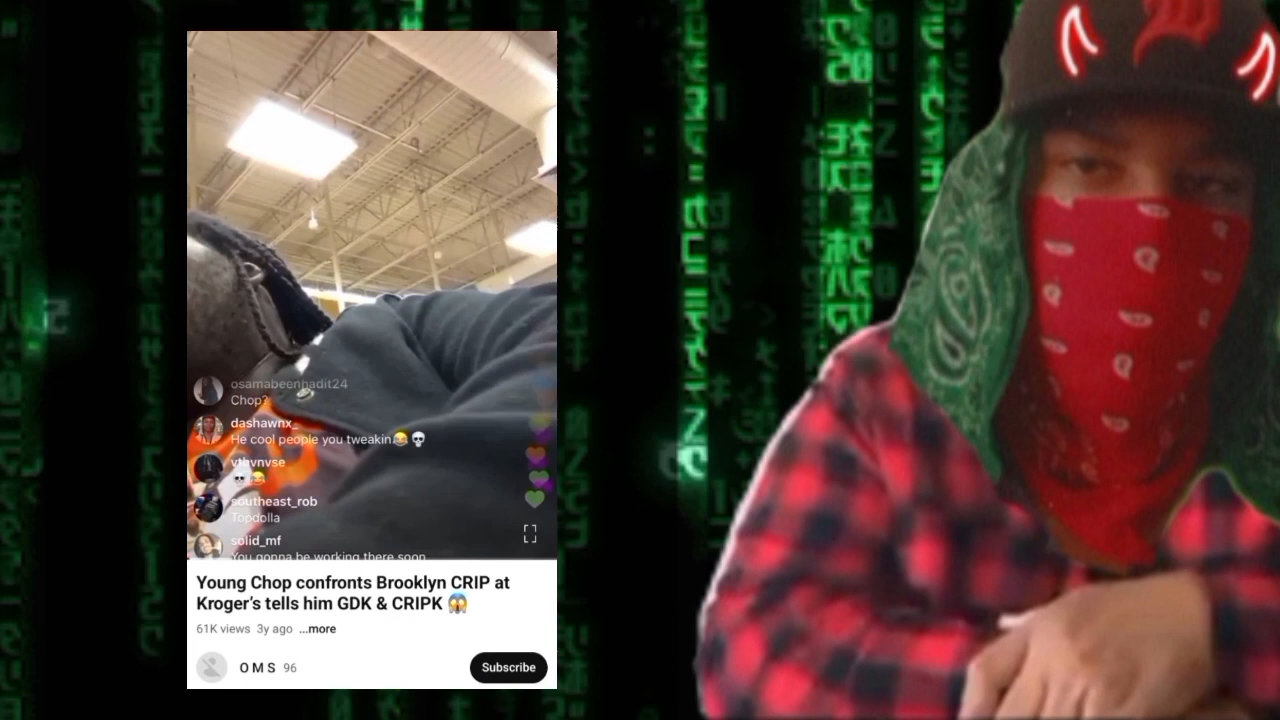 osamabeenhadit24
Chop?
dashawnx_
He cool people you tweakin😂💀
vthvnvse
💀😂
southeast_rob
Topdolla
solid_mf
You gonna be working there soon
Young Chop confronts Brooklyn CRIP at
Kroger’s tells him GDK & CRIPK 😱
61K views 3y ago ...more
O M S 96
Subscribe